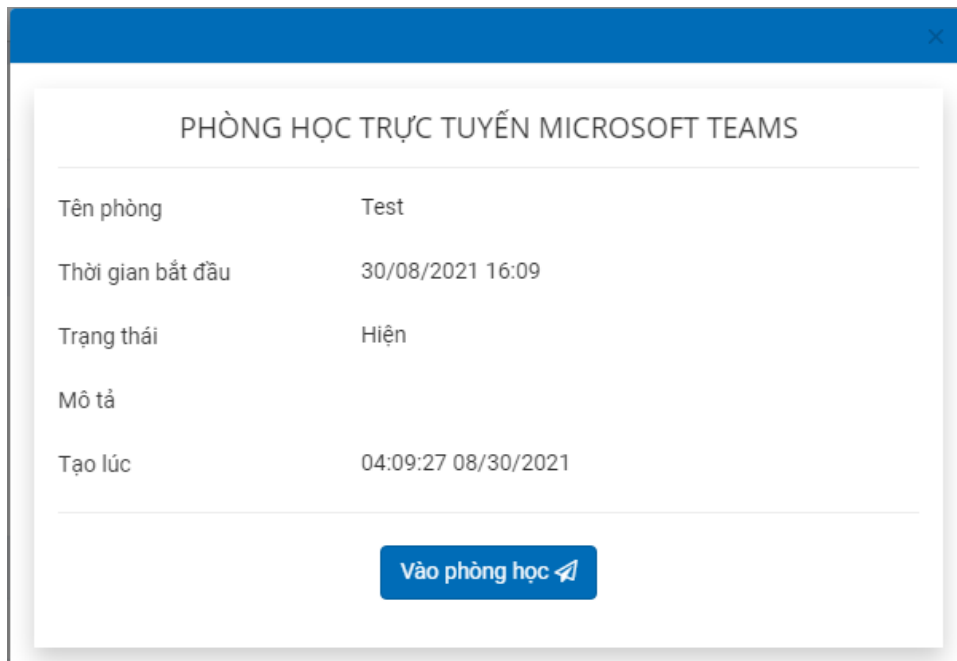 PHÒNG HỌC TRỰC TUYẾN MICROSOFT TEAMS
Tên phòng Test
Thời gian bắt đầu 30/08/2021 16:09
Trạng thái Hiện
Mô tả
Tạo lúc 04:09:27 08/30/2021
Vào phòng học